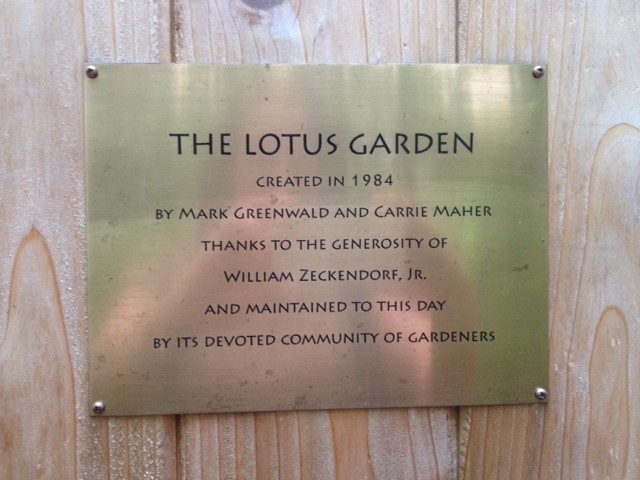 THE LOTUS GARDEN
CREATED IN 1984
BY MARK GREENWALD AND CARRIE MAHER
THANKS TO THE GENEROSITY OF
WILLIAM ZECKENDORF, JR.
AND MAINTAINED TO THIS DAY
BY ITS DEVOTED COMMUNITY OF GARDENERS